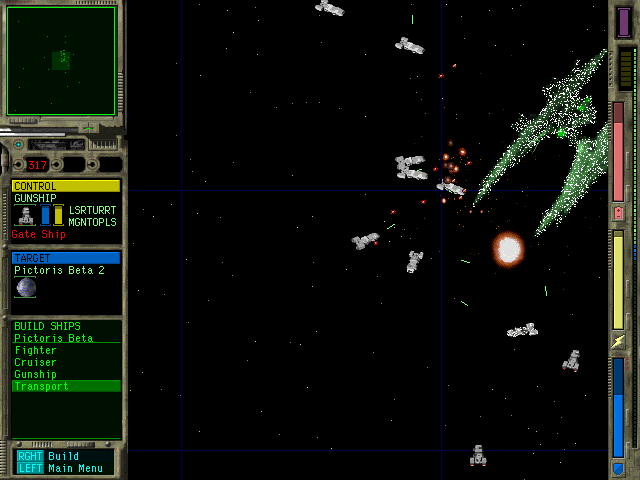 317
CONTROL
GUNSHIP
LSRTURRT
MGNTOPLS
Gata Ship
TARGET
Pictoris Beta 2
BUILD SHIPS
Pictoris Beta
Fighter
Cruiser
Gunship
Transport
RGHT Build
LEFT Main Menu